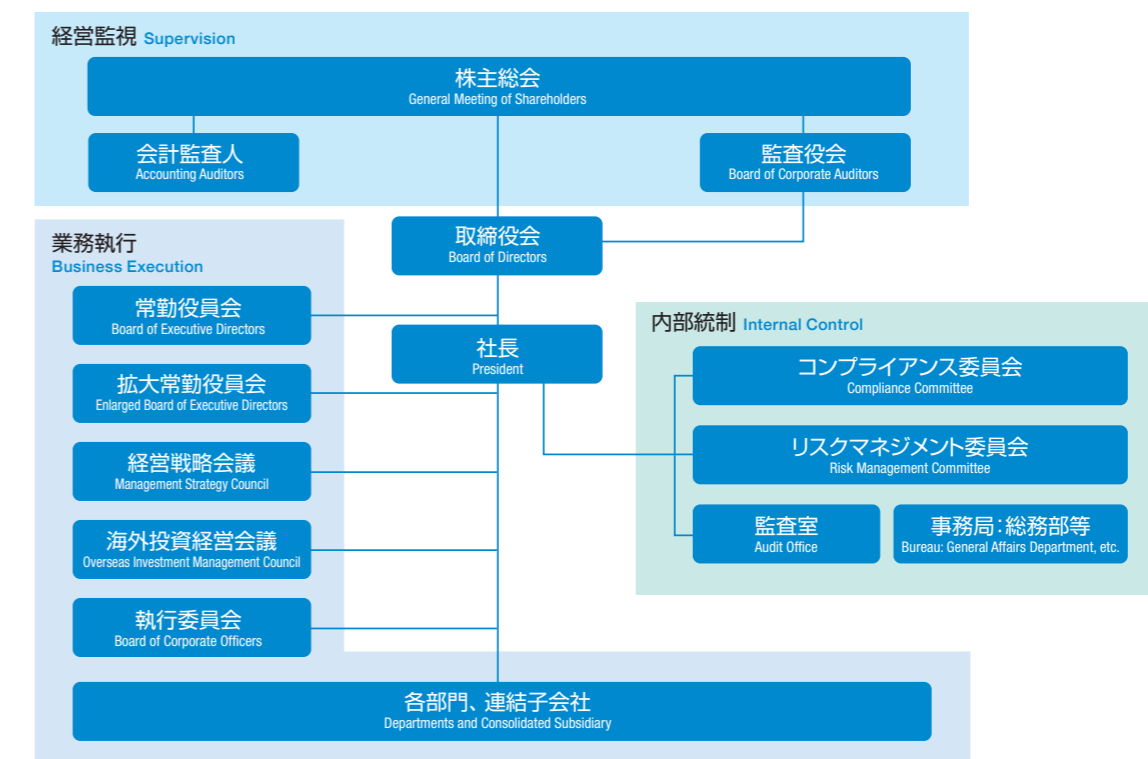 経営監視 Supervision
株主総会
General Meeting of Shareholders
会計監査人
Accounting Auditors
監査役会
Board of Corporate Auditors
取締役会
Board of Directors
業務執行
Business Execution
常勤役員会
Board of Executive Directors
社長
President
拡大常勤役員会
Enlarged Board of Executive Directors
経営戦略会議
Management Strategy Council
海外投資経営会議
Overseas Investment Management Council
執行委員会
Board of Corporate Officers
内部統制 Internal Control
コンプライアンス委員会
Compliance Committee
リスクマネジメント委員会
Risk Management Committee
監査室
Audit Office
事務局：総務部等
Bureau: General Affairs Department, etc.
各部門、連結子会社
Departments and Consolidated Subsidiary